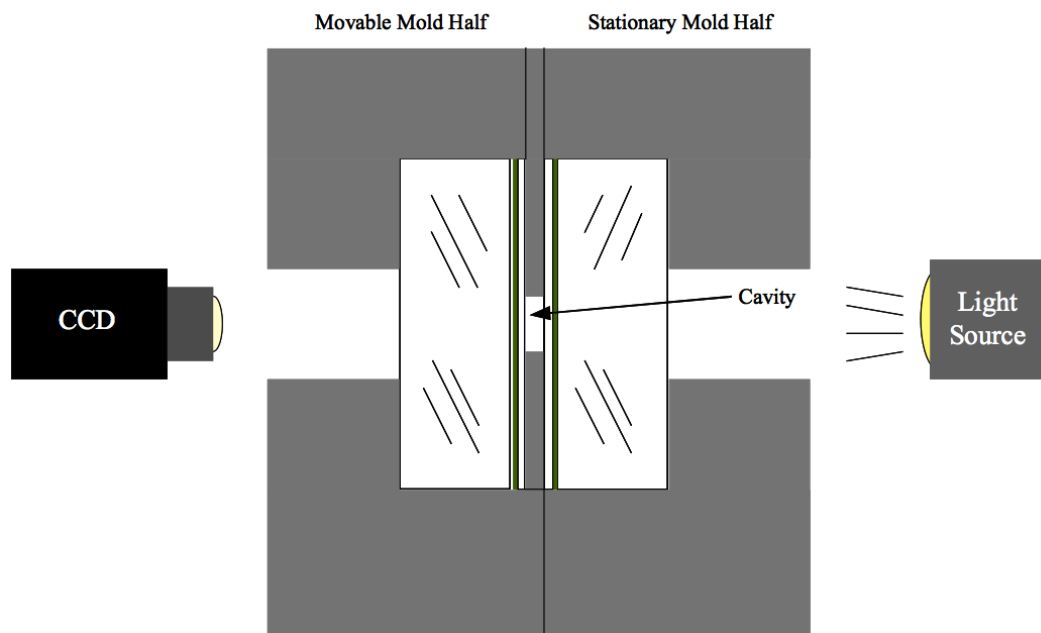 Movable Mold Half
Stationary Mold Half
CCD
Cavity
Light
Source